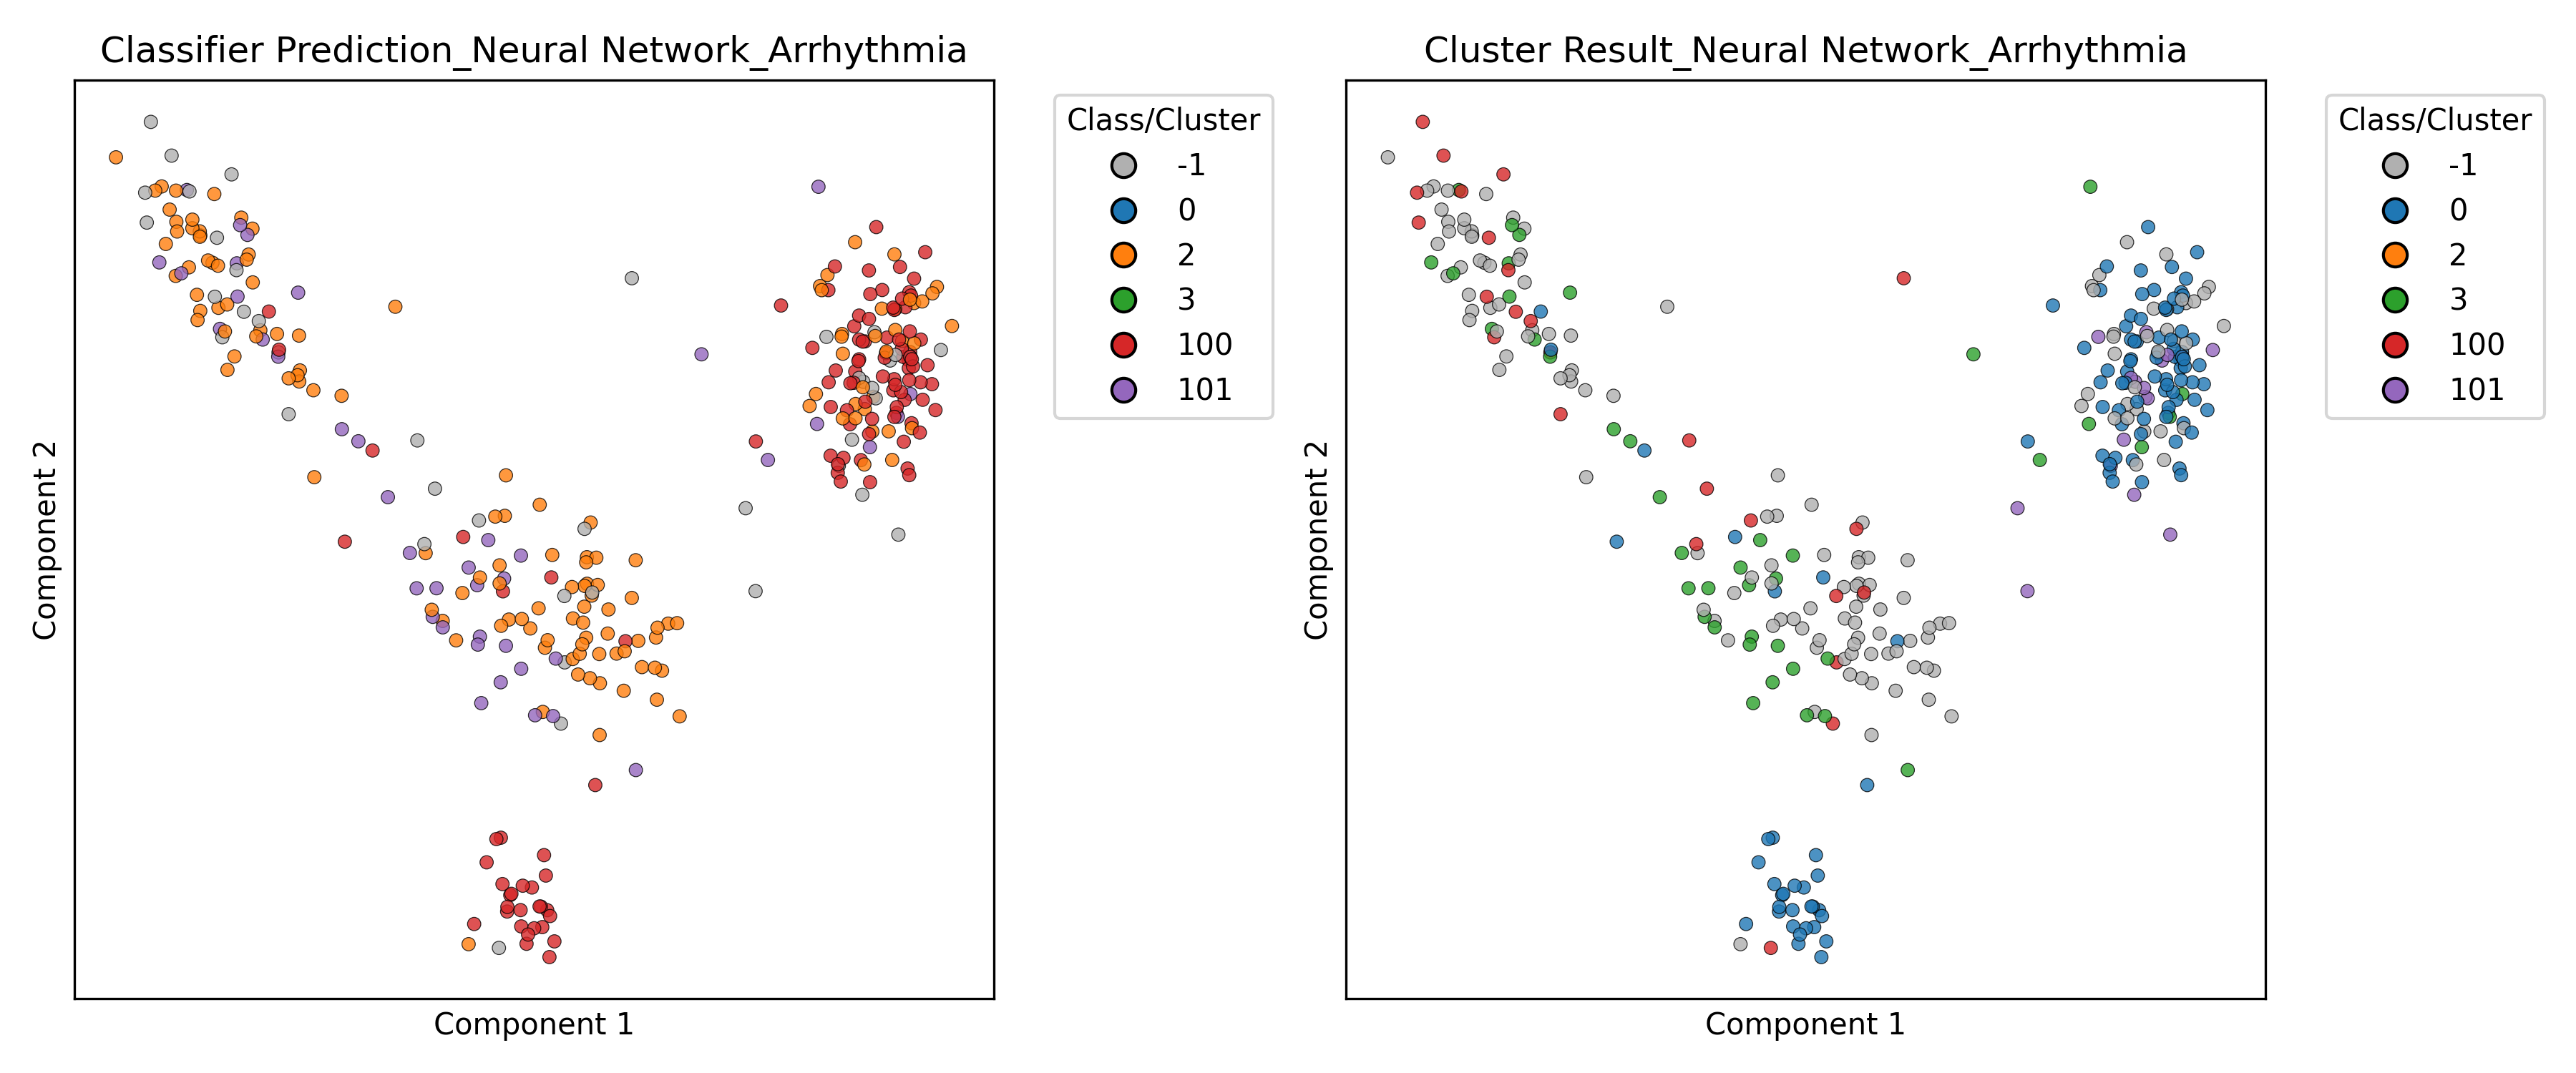 Classifier Prediction_Neural Network_Arrhythmia
Component 2
Component 1
Class/Cluster
-1
0
2
3
100
101
Cluster Result_Neural Network_Arrhythmia
Component 2
Component 1
Class/Cluster
-1
0
2
3
100
101